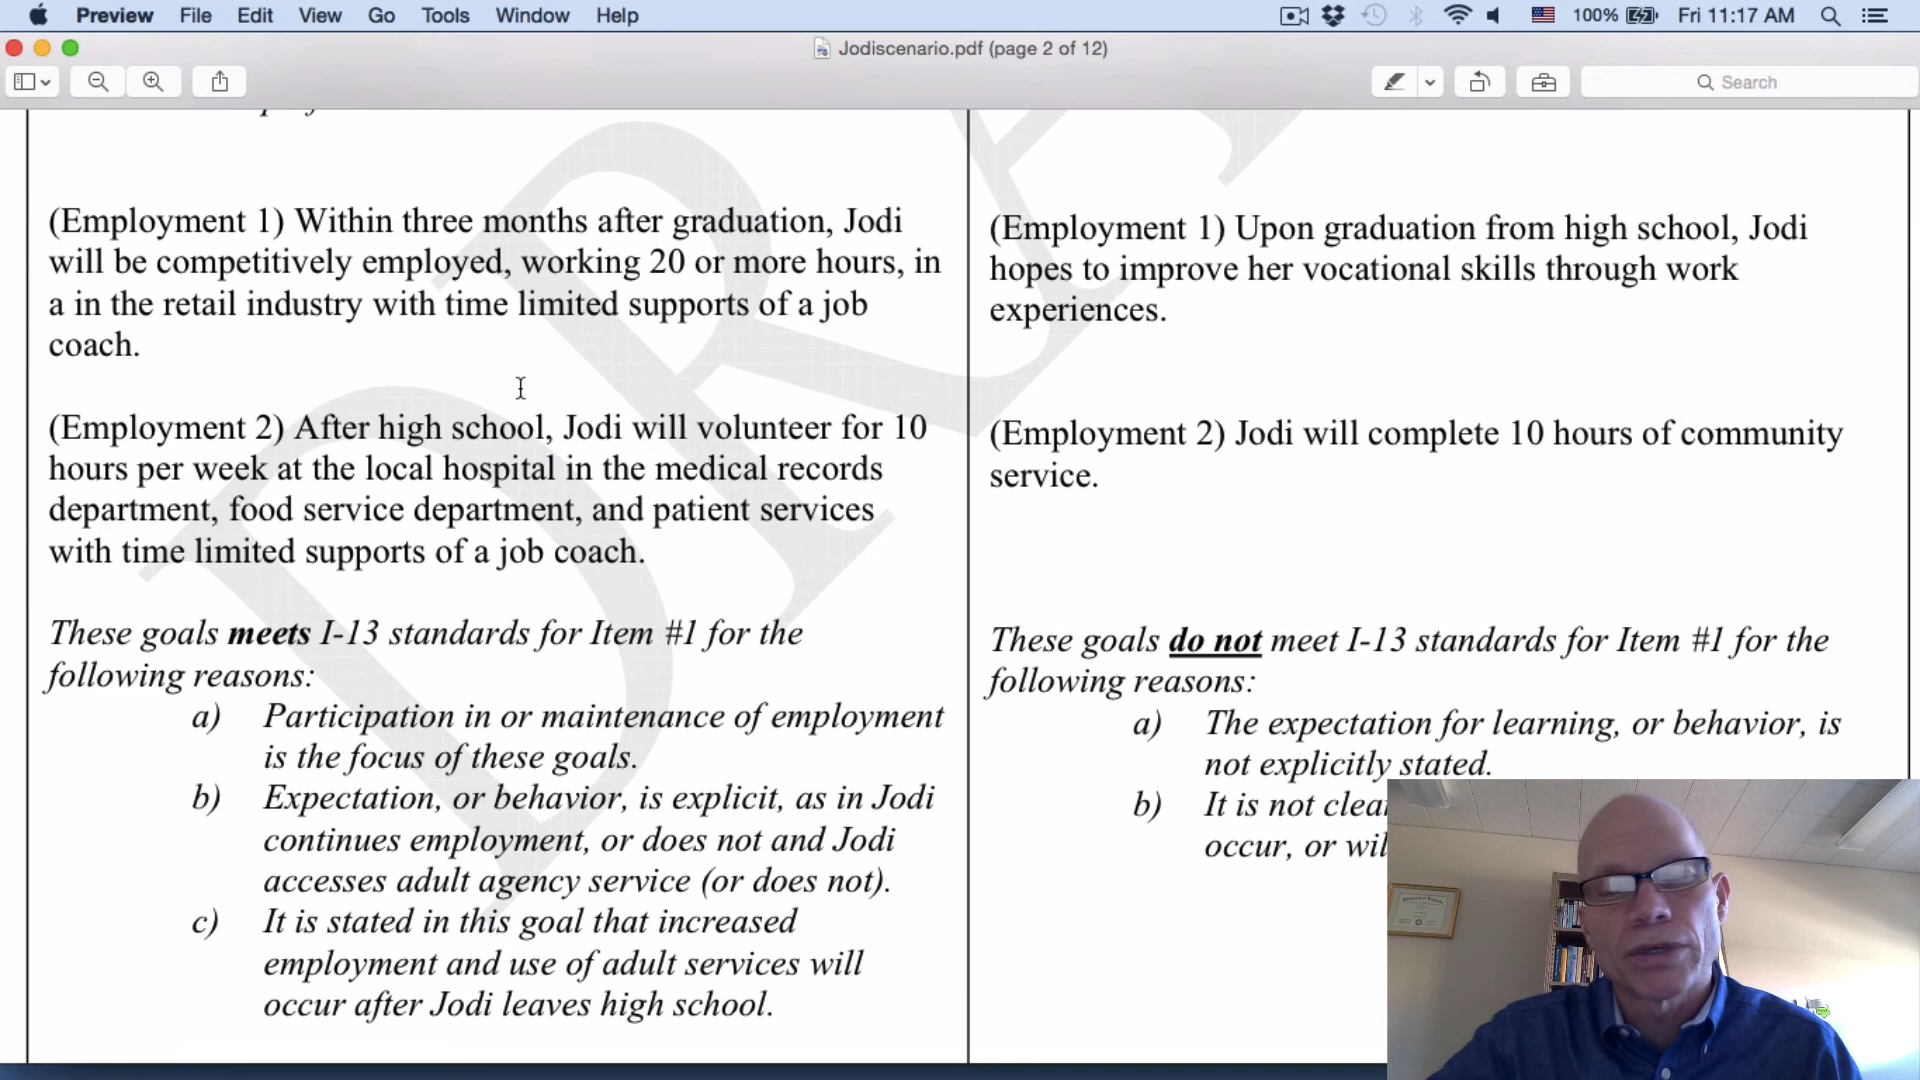 Preview File Edit View Go Tools Window Help
100% Fri 11:17 AM
Jodiscenario.pdf (page 2 of 12)
Search
(Employment 1) Within three months after graduation, Jodi
will be competitively employed, working 20 or more hours, in
a in the retail industry with time limited supports of a job
coach.
(Employment 2) After high school, Jodi will volunteer for 10
hours per week at the local hospital in the medical records
department, food service department, and patient services
with time limited supports of a job coach.
These goals meets I-13 standards for Item #1 for the
following reasons:
a) Participation in or maintenance of employment
is the focus of these goals.
b) Expectation, or behavior, is explicit, as in Jodi
continues employment, or does not and Jodi
accesses adult agency service (or does not).
c) It is stated in this goal that increased
employment and use of adult services will
occur after Jodi leaves high school.
(Employment 1) Upon graduation from high school, Jodi
hopes to improve her vocational skills through work
experiences.
(Employment 2) Jodi will complete 10 hours of community
service.
These goals do not meet I-13 standards for Item #1 for the
following reasons:
a) The expectation for learning, or behavior, is
not explicitly stated.
b) It is not clear
occur, or wil